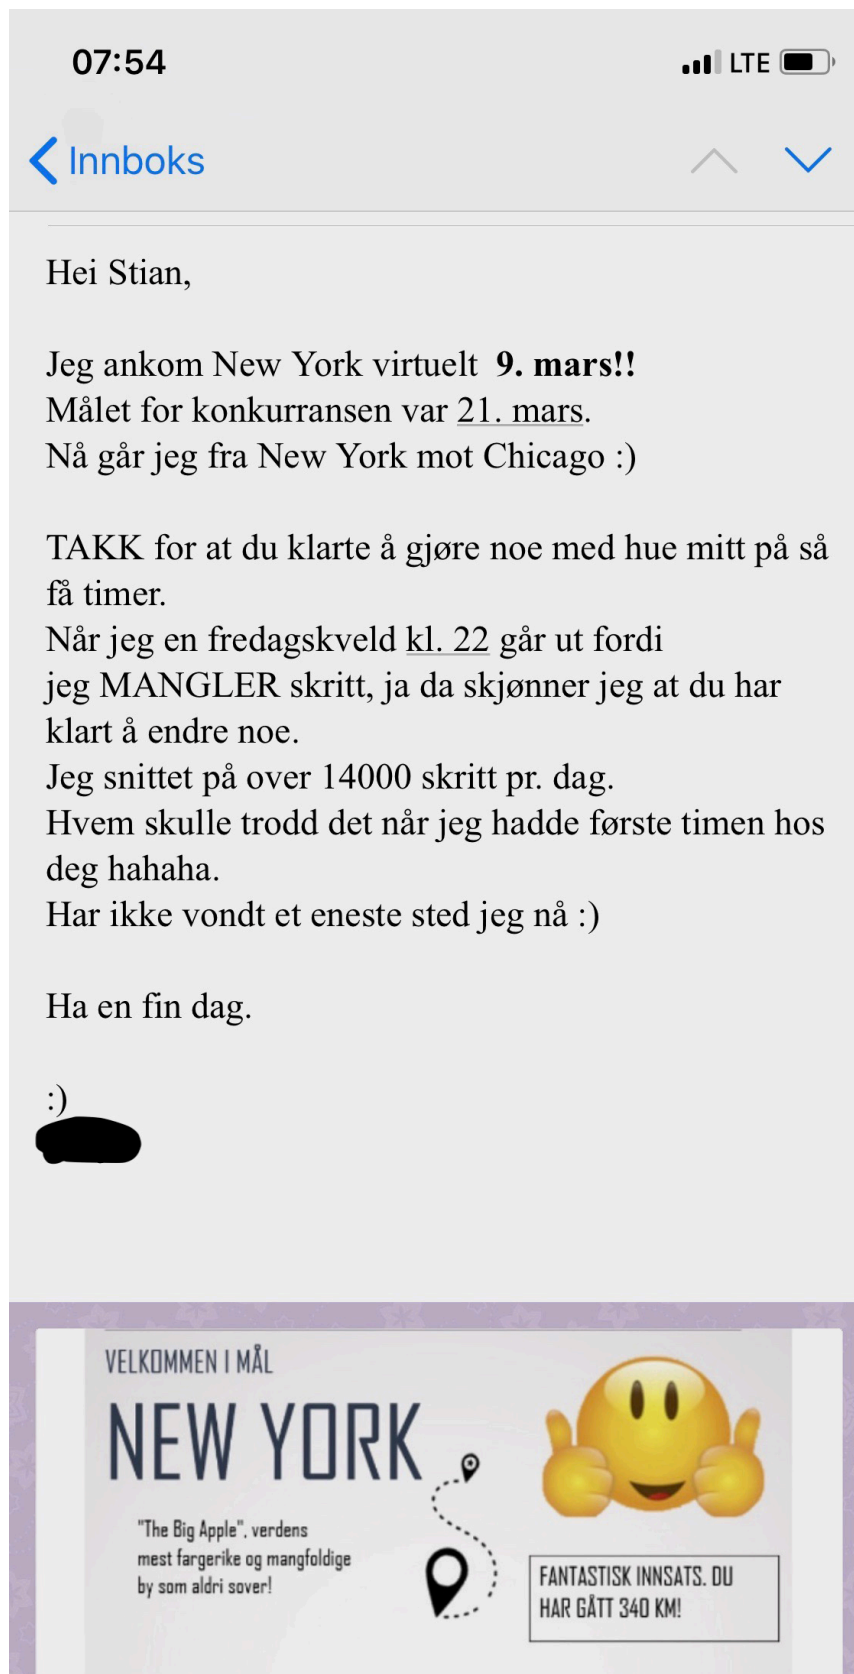 07:54
LTE
Innboks
Hei Stian,
Jeg ankom New York virtuelt 9. mars!!
Målet for konkurransen var 21. mars.
Nå går jeg fra New York mot Chicago :)
TAKK for at du klarte å gjøre noe med hue mitt på så
få timer.
Når jeg en fredagskveld kl. 22 går ut fordi
jeg MANGLER skritt, ja da skjønner jeg at du har
klart å endre noe.
Jeg snittet på over 14000 skritt pr. dag.
Hvem skulle trodd det når jeg hadde første timen hos
deg hahaha.
Har ikke vondt et eneste sted jeg nå :)
Ha en fin dag.
:)
VELKOMMEN I MÅL
NEW YORK
"The Big Apple", verdens
mest fargerike og mangfoldige
by som aldri sover!
FANTASTISK INNSATS. DU
HAR GÅTT 340 KM!